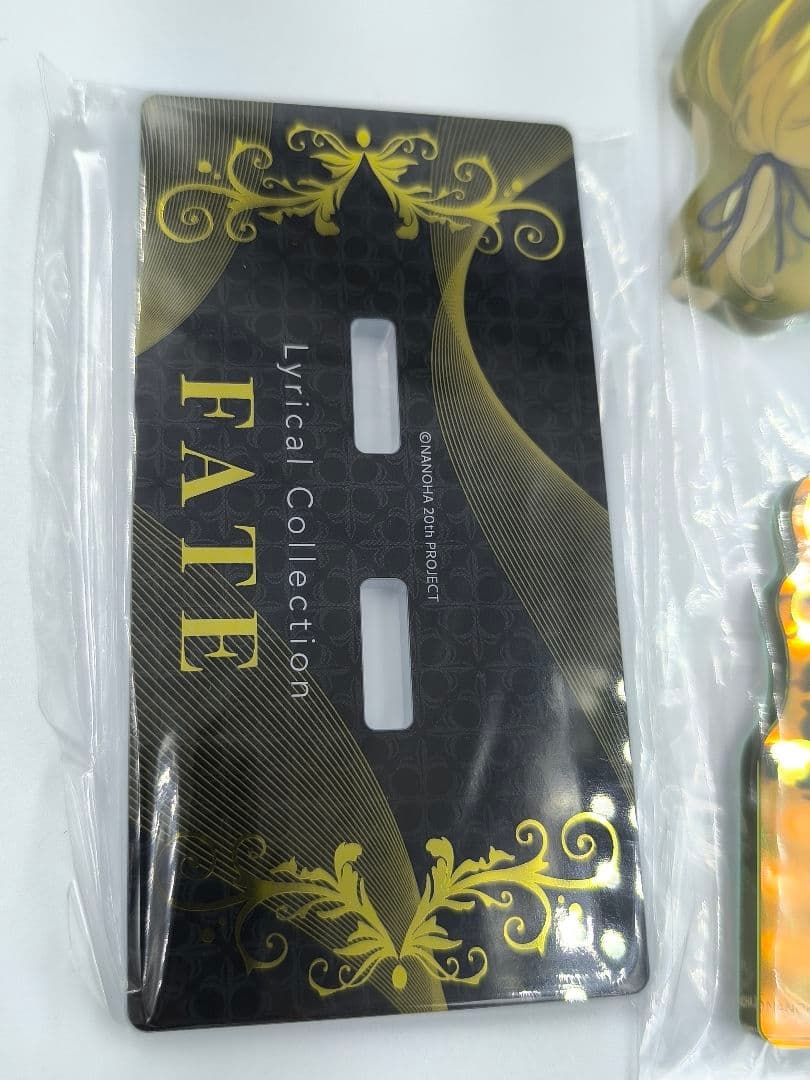 ©NANOHA 20th PROJECT
Lyrical Collection
FATE